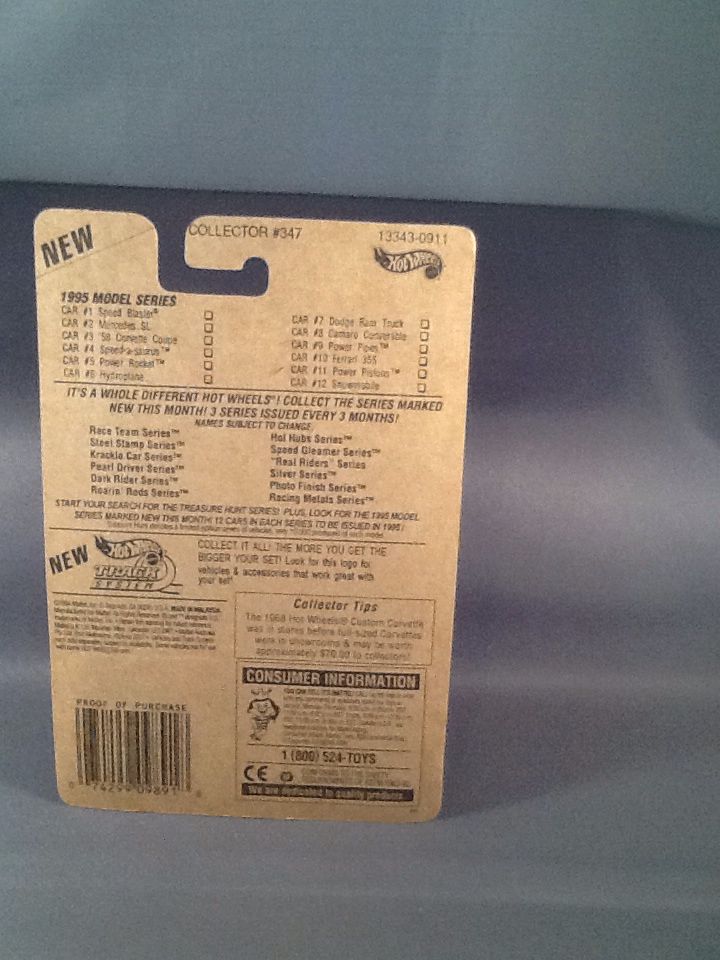 NEW
COLLECTOR #347
13343-0911
HOT WHEELS
1995 MODEL SERIES
CAR #1 Speed Blaster®
CAR #2 Mercedes SL
CAR #3 '58 Corvette Coupe
CAR #4 Speed-a-saurus™
CAR #5 Power Rocket™
CAR #6 Hydroplane
CAR #7 Dodge Ram Truck
CAR #8 Camaro Convertible
CAR #9 Power Pipes™
CAR #10 Ferrari 355
CAR #11 Power Pistons™
CAR #12 Snowmobile
IT'S A WHOLE DIFFERENT HOT WHEELS®! COLLECT THE SERIES MARKED
NEW THIS MONTH! 3 SERIES ISSUED EVERY 3 MONTHS!
NAMES SUBJECT TO CHANGE
Race Team Series™
Steel Stamp Series™
Krackle Car Series™
Pearl Driver Series™
Dark Rider Series™
Roarin' Rods Series™
Hot Hubs Series™
Speed Gleamer Series™
"Real Riders® Series
Silver Series™
Photo Finish Series™
Racing Metals Series™
START YOUR SEARCH FOR THE TREASURE HUNT SERIES! PLUS, LOOK FOR THE 1995 MODEL
SERIES MARKED NEW THIS MONTH! 12 CARS IN EACH SERIES TO BE ISSUED IN 1995!
NEW
HOT WHEELS
TRACK
SYSTEM
COLLECT IT ALL! THE MORE YOU GET THE
BIGGER YOUR SET! Look for this logo for
vehicles & accessories that work great with
your set!
MADE IN MALAYSIA
Collector Tips
The 1968 Hot Wheels® Custom Corvette
was in stores before full-sized Corvettes
were in showrooms & may be worth
approximately $70.00 to collectors!
CONSUMER INFORMATION
1 (800) 524-TOYS
CE
We are dedicated to quality products
PROOF OF PURCHASE
0 74299 09891